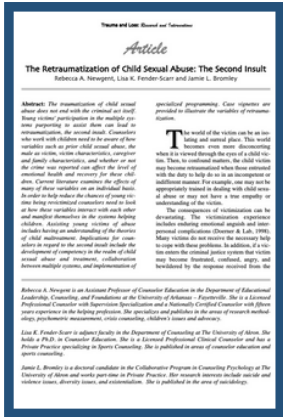 Trauma and Loss: Research and Interventions
Article
The Retraumatization of Child Sexual Abuse: The Second Insult
Rebecca A. Newgent, Lisa K. Fender-Scarr and Jamie L. Bromley
Abstract: The traumatization of child sexual
abuse does not end with the criminal act itself.
Young victims' participation in the multiple
systems purporting to assist them can lead to
retraumatization, the second insult. Counselors
who work with children need to be aware of how
variables such as prior child sexual abuse, the
male as victim, victim characteristics, caregiver
and family characteristics, and whether or not
the crime was reported can affect the level of
emotional health and recovery for these chil-
dren. Current literature examines the effects of
many of these variables on an individual basis.
In order to help reduce the chances of young vic-
tims being revictimized counselors need to look
at how these variables interact with each other
and manifest themselves in the systems helping
children. Assisting young victims of abuse
includes having an understanding of the theories
of child maltreatment. Implications for coun-
selors in regard to the second insult include the
development of competency in the realm of child
sexual abuse and treatment, collaboration
between multiple systems, and implementation of
specialized programming. Case vignettes are
provided to illustrate the variables of retrauma-
tization.
The world of the victim can be an iso-
lating and surreal place. This world
becomes even more disconcerting
when it is viewed through the eyes of a child vic-
tim. Then, to confound matters, the child victim
may become retraumatized when those entrusted
with the duty to help do so in an incompetent or
indifferent manner. For example, one may not be
appropriately trained in dealing with child sexu-
al abuse or may not have a true empathy or
understanding of the victim.
The consequences of victimization can be
devastating. The victimization experience
includes enduring emotional anguish and inter-
personal complications (Doerner & Lab, 1998).
Many victims do not receive the necessary help
to cope with these problems. In addition, if a vic-
tim enters the criminal justice system that victim
may become frustrated, confused, angry, and
bewildered by the response received from the
Rebecca A. Newgent is an Assistant Professor of Counselor Education in the Department of Educational
Leadership, Counseling, and Foundations at the University of Arkansas – Fayetteville. She is a Licensed
Professional Counselor with Supervision Specialization and a Nationally Certified Counselor with fifteen
years experience in the helping profession. She specializes and publishes in the areas of research method-
ology, psychometric measurement, crisis counseling, children's issues and advocacy.
Lisa K. Fender-Scarr is adjunct faculty in the Department of Counseling at The University of Akron. She
holds a Ph.D. in Counselor Education. She is a Licensed Professional Clinical Counselor and has a
Private Practice specializing in Sports Counseling. She is published in areas of counselor education and
sports counseling.
Jamie L. Bromley is a doctoral candidate in the Collaborative Program in Counseling Psychology at The
University of Akron and works part-time in Private Practice. Her research interests include suicide and
violence issues, diversity issues, and existentialism. She is published in the area of suicidology.